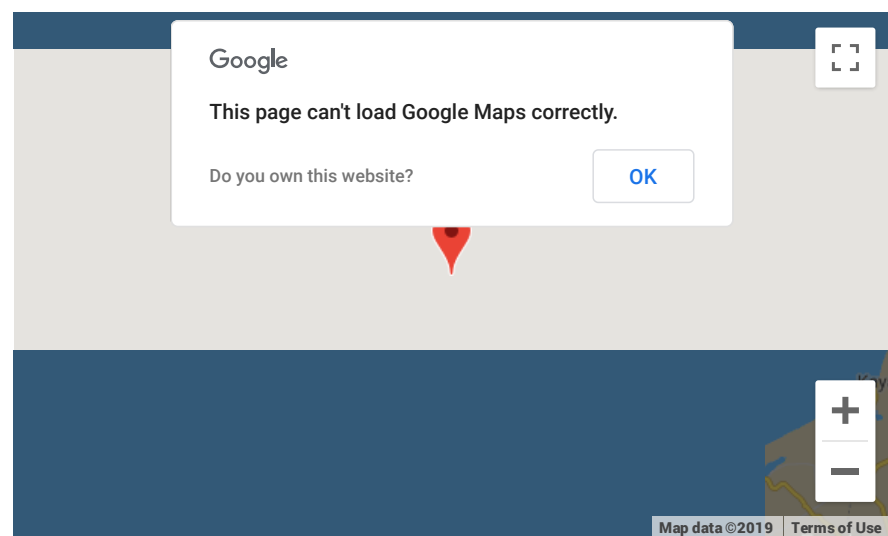 Google
This page can't load Google Maps correctly.
Do you own this website?
OK
Map data ©2019
Terms of Use